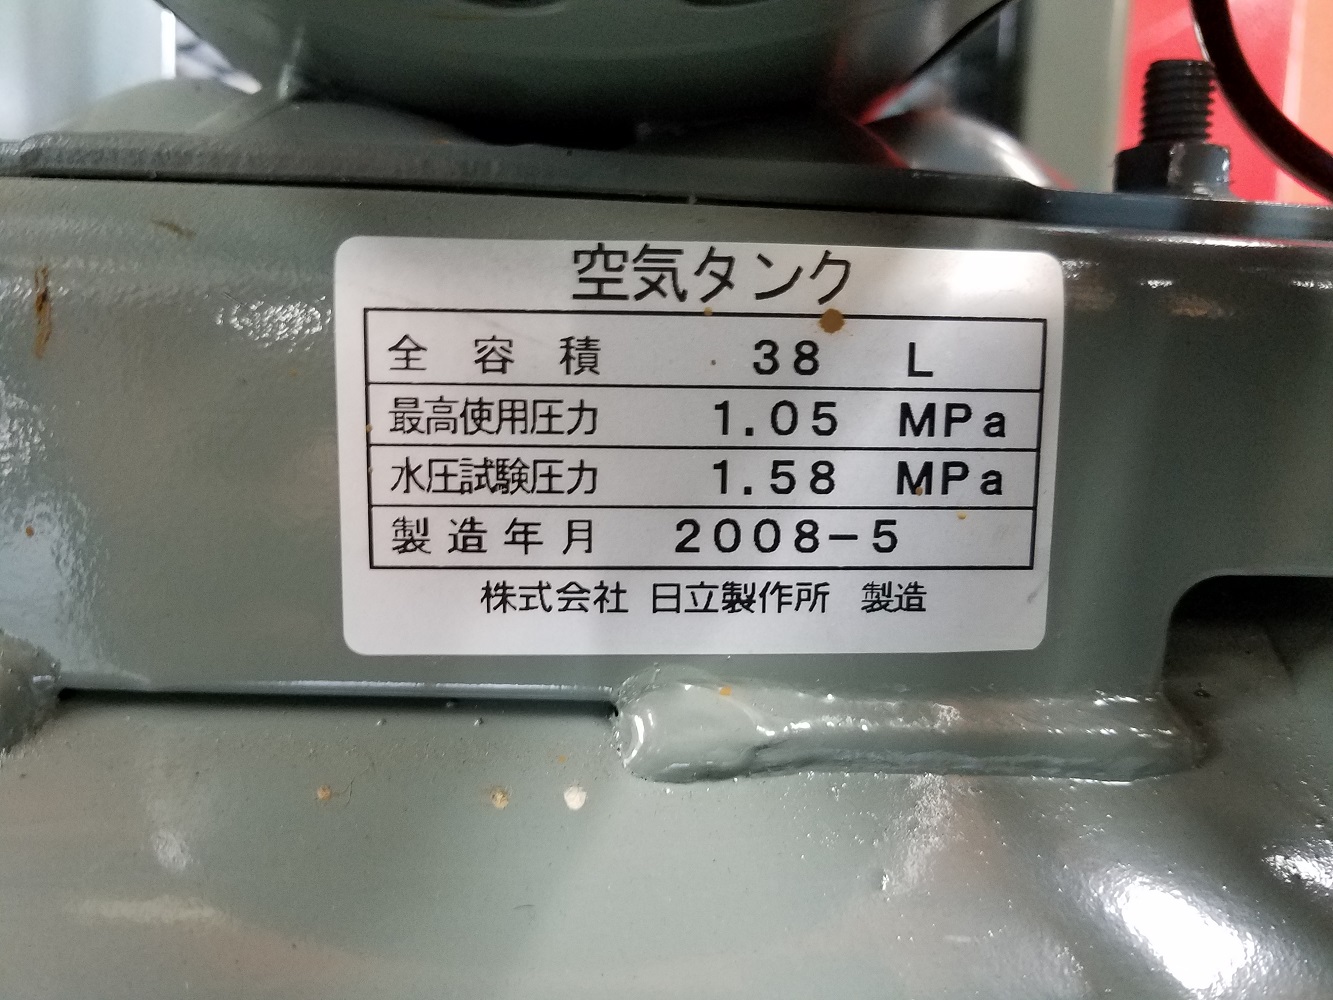 空気タンク
全容積 38 L
最高使用圧力 1.05 MPa
水圧試験圧力 1.58 MPa
製造年月 2008-5
株式会社 日立製作所 製造